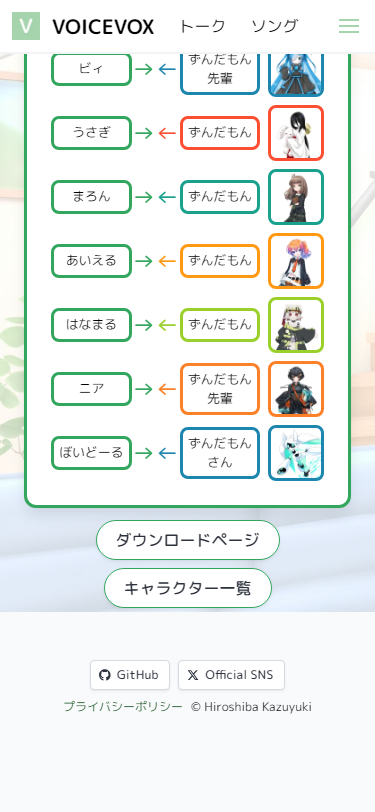 V VOICEVOX トーク ソング
ビィ ずんだもん
先輩
うさぎ ずんだもん
まろん ずんだもん
あいえる ずんだもん
はなまる ずんだもん
ニア ずんだもん
先輩
ぼいどーる ずんだもん
さん
ダウンロードページ
キャラクター一覧
GitHub Official SNS
プライバシーポリシー © Hiroshiba Kazuyuki